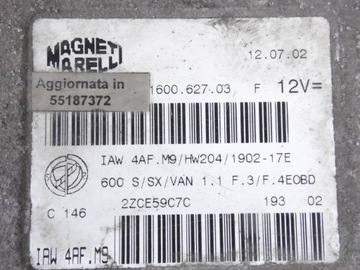 MAGNETI
MARELLI
12.07.02
Aggiornata in
55187372
1600.627.03 F 12V=
IAW 4AF.M9/HW204/1902-17E
600 S/SX/VAN 1.1 F.3/F.4EOBD
C 146 2ZCE59C7C 193 02
IAW 4AF.M9